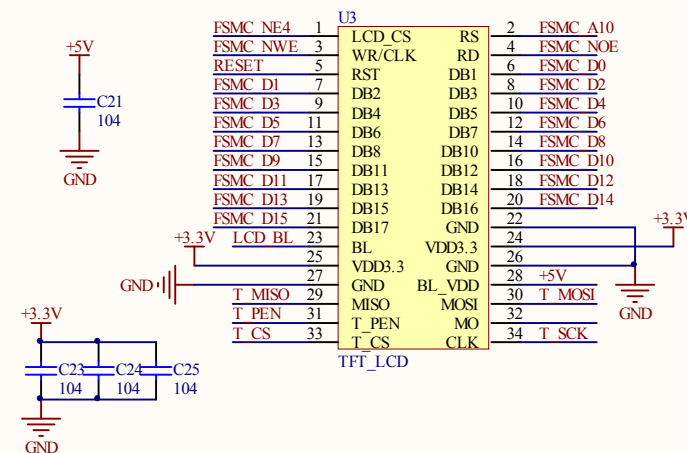 U3
FSMC_NE4 1 LCD_CS RS 2 FSMC_A10
FSMC_NWE 3 WR/CLK RD 4 FSMC_NOE
RESET 5 RST DB1 6 FSMC_D0
FSMC_D1 7 DB2 DB3 8 FSMC_D2
FSMC_D3 9 DB4 DB5 10 FSMC_D4
FSMC_D5 11 DB6 DB7 12 FSMC_D6
FSMC_D7 13 DB8 DB10 14 FSMC_D8
FSMC_D9 15 DB11 DB12 16 FSMC_D10
FSMC_D11 17 DB13 DB14 18 FSMC_D12
FSMC_D13 19 DB15 DB16 20 FSMC_D14
FSMC_D15 21 DB17 GND 22
LCD_BL 23 BL VDD3.3 24 +3.3V
+3.3V 25 VDD3.3 GND 26
GND 27 GND BL_VDD 28 +5V
T_MISO 29 MISO MOSI 30 T_MOSI
T_PEN 31 T_PEN MO 32
T_CS 33 T_CS CLK 34 T_SCK
TFT_LCD
GND
+5V
C21
104
GND
+3.3V
C23 C24 C25
104 104 104
GND